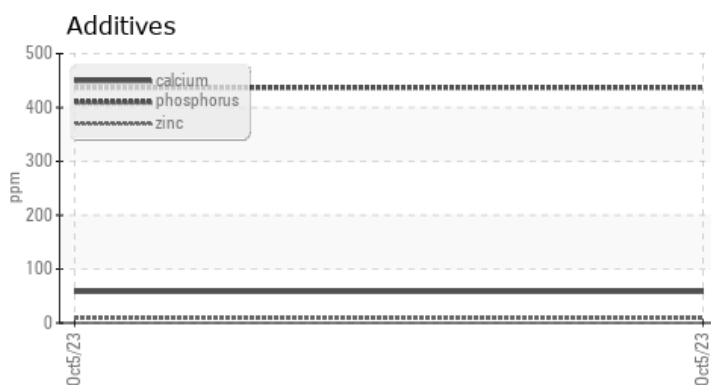 Additives
500
400
300
200
100
0
ppm
calcium
phosphorus
zinc
Oct5/23
Oct5/23